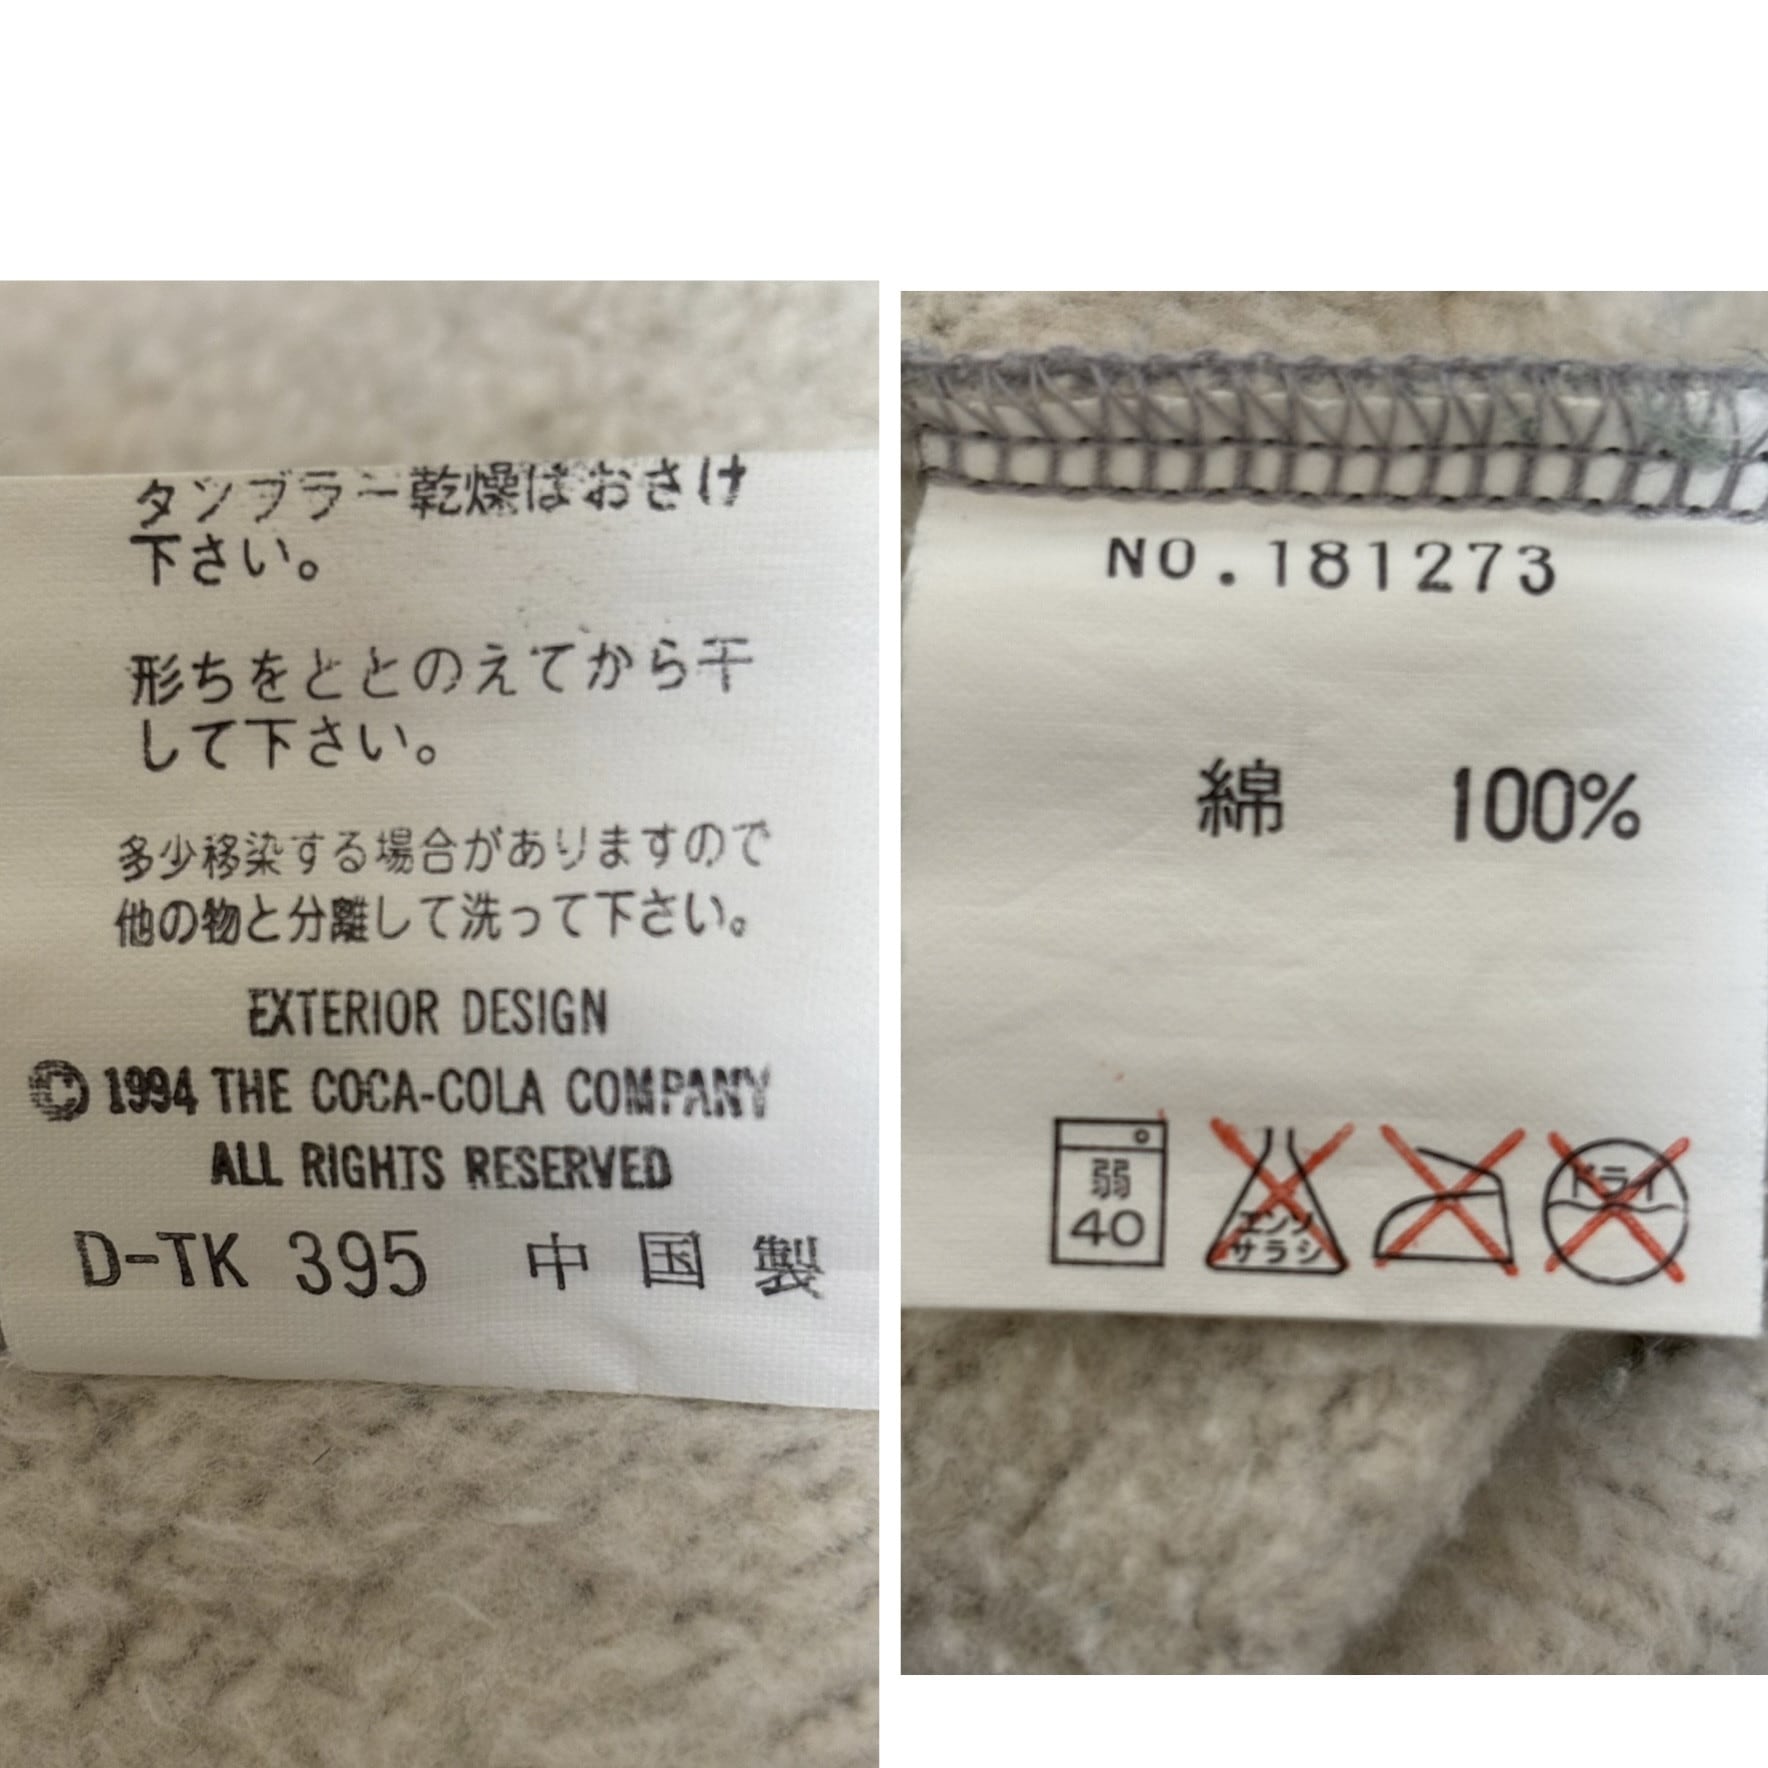 タンブラー乾燥はおさけ
下さい。
形ちをととのえてから干
して下さい。
多少移染する場合がありますので
他の物と分離して洗って下さい。
EXTERIOR DESIGN
© 1994 THE COCA-COLA COMPANY
ALL RIGHTS RESERVED
D-TK 395 中国製
NO.181273
綿 100%
弱
40
エンソ
サラシ
ドライ